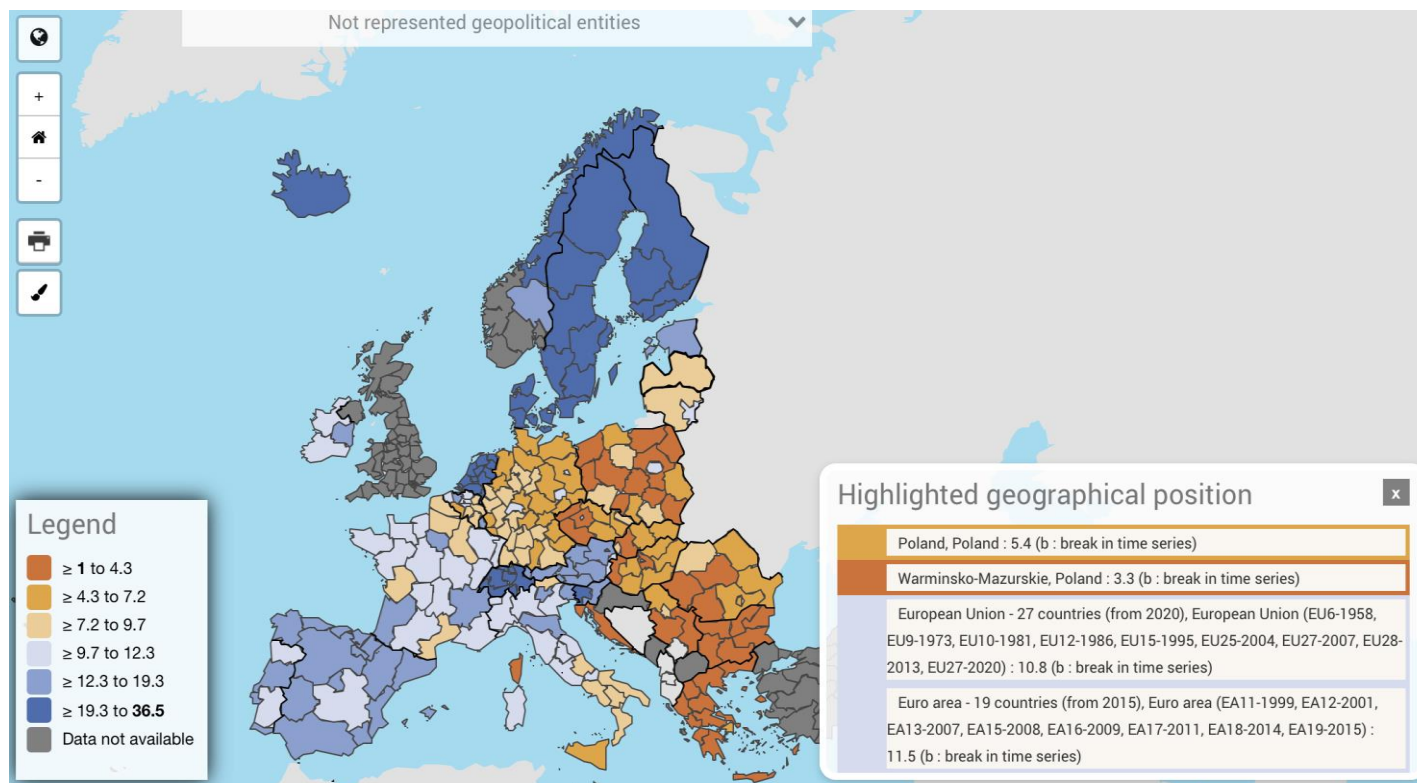 Not represented geopolitical entities
+
-
Legend
≥ 1 to 4.3
≥ 4.3 to 7.2
≥ 7.2 to 9.7
≥ 9.7 to 12.3
≥ 12.3 to 19.3
≥ 19.3 to 36.5
Data not available
Highlighted geographical position
x
Poland, Poland : 5.4 (b : break in time series)
Warminsko-Mazurskie, Poland : 3.3 (b : break in time series)
European Union - 27 countries (from 2020), European Union (EU6-1958,
EU9-1973, EU10-1981, EU12-1986, EU15-1995, EU25-2004, EU27-2007, EU28-
2013, EU27-2020) : 10.8 (b : break in time series)
Euro area - 19 countries (from 2015), Euro area (EA11-1999, EA12-2001,
EA13-2007, EA15-2008, EA16-2009, EA17-2011, EA18-2014, EA19-2015) :
11.5 (b : break in time series)